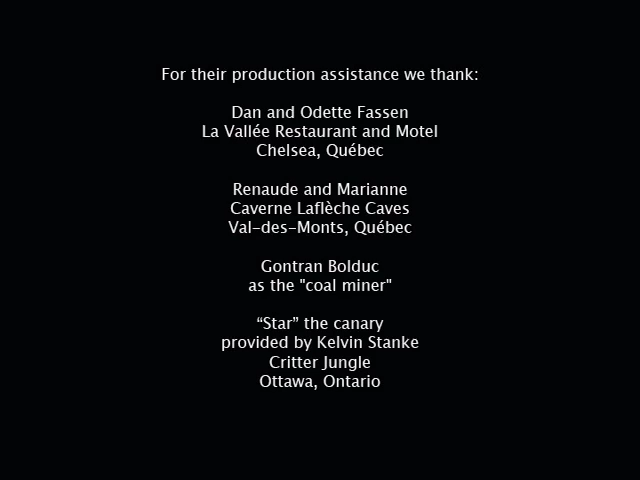 For their production assistance we thank:
Dan and Odette Fassen
La Vallée Restaurant and Motel
Chelsea, Québec
Renaude and Marianne
Caverne Laflèche Caves
Val-des-Monts, Québec
Gontran Bolduc
as the "coal miner"
“Star” the canary
provided by Kelvin Stanke
Critter Jungle
Ottawa, Ontario